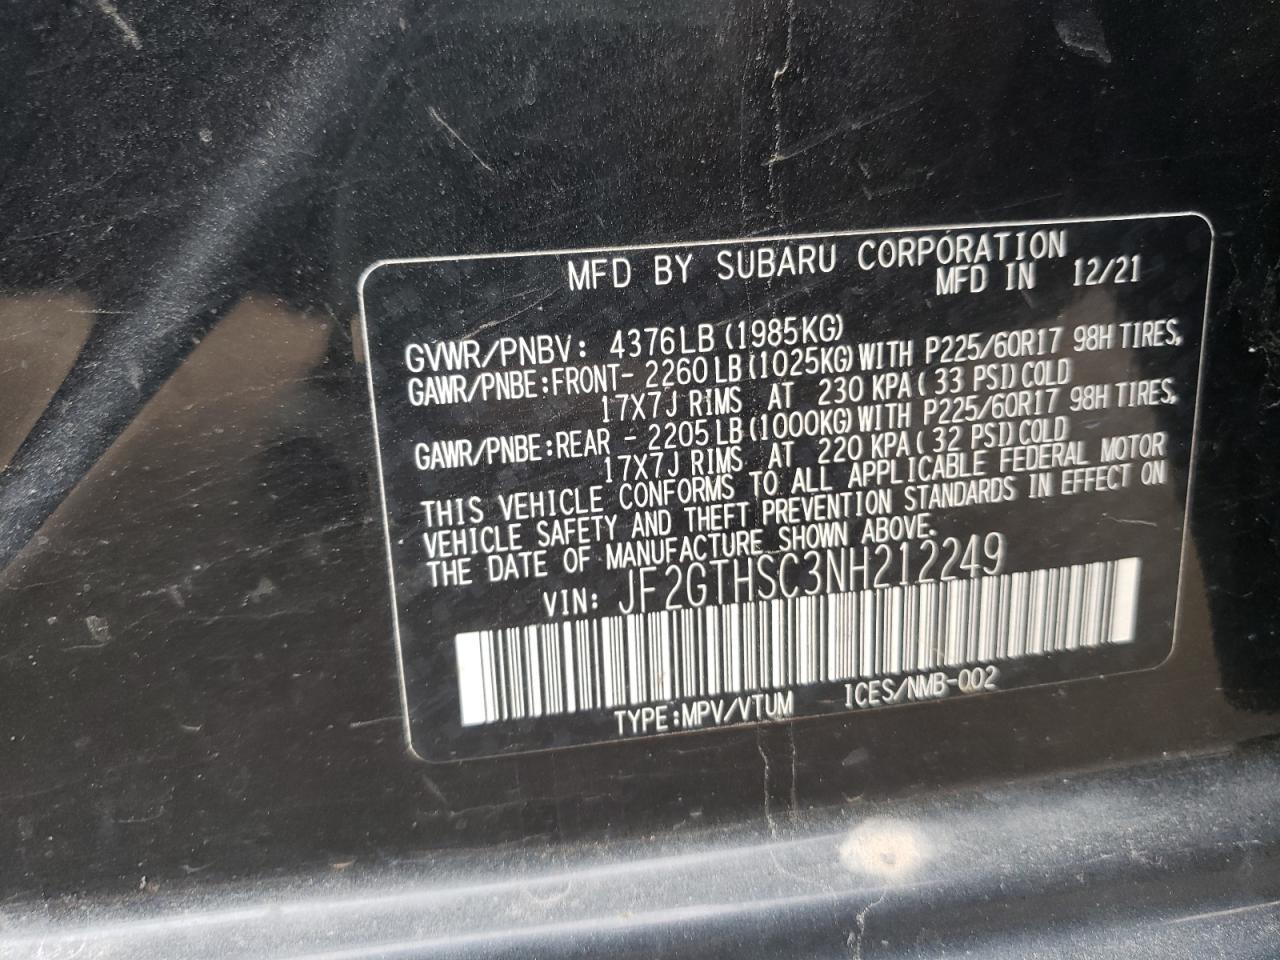 MFD BY SUBARU CORPORATION
MFD IN 12/21
GVWR/PNBV: 4376LB (1985KG)
GAWR/PNBE:FRONT- 2260LB (1025KG) WITH P225/60R17 98H TIRES,
17X7J RIMS AT 230 KPA ( 33 PSI) COLD
GAWR/PNBE:REAR - 2205LB (1000KG) WITH P225/60R17 98H TIRES,
17X7J RIMS AT 220 KPA ( 32 PSI) COLD
THIS VEHICLE CONFORMS TO ALL APPLICABLE FEDERAL MOTOR
VEHICLE SAFETY AND THEFT PREVENTION STANDARDS IN EFFECT ON
THE DATE OF MANUFACTURE SHOWN ABOVE.
VIN: JF2GTHSC3NH212249
TYPE:MPV/VTUM ICES/NMB-002